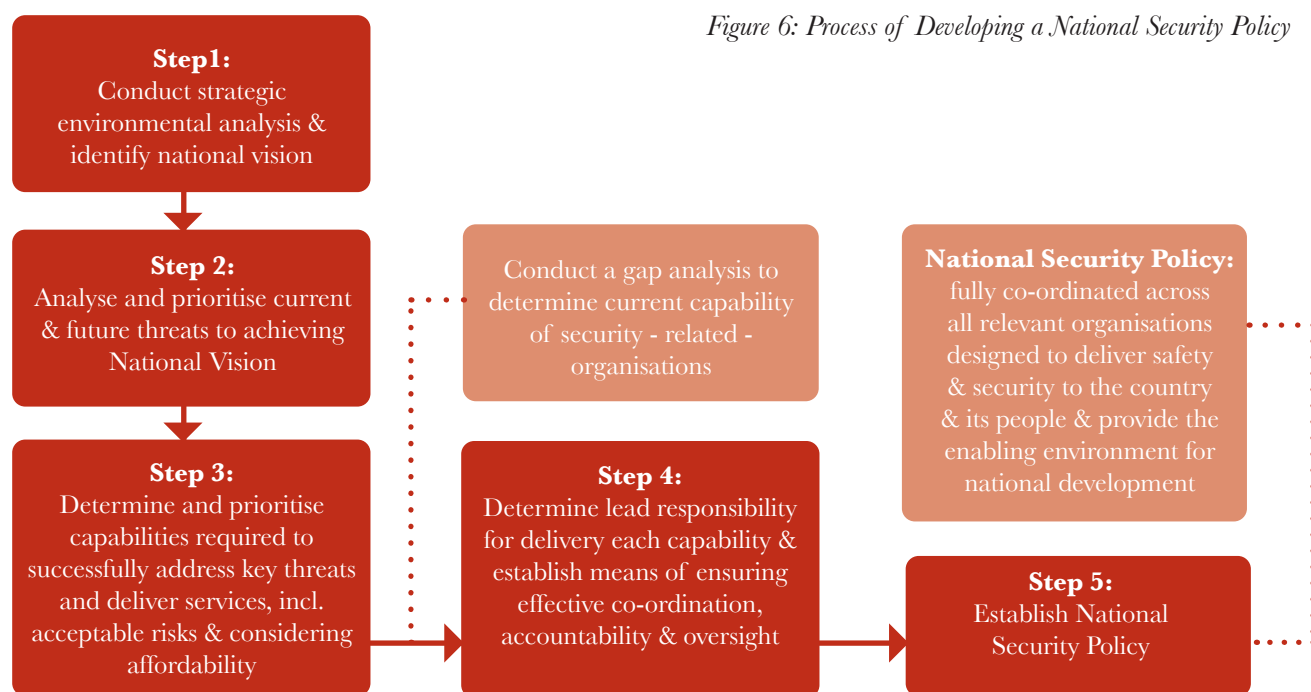 Figure 6: Process of Developing a National Security Policy
Step1:
Conduct strategic
environmental analysis &
identify national vision
Step 2:
Analyse and prioritise current
& future threats to achieving
National Vision
Conduct a gap analysis to
determine current capability
of security - related -
organisations
National Security Policy:
fully co-ordinated across
all relevant organisations
designed to deliver safety
& security to the country
& its people & provide the
enabling environment for
national development
Step 3:
Determine and prioritise
capabilities required to
successfully address key threats
and deliver services, incl.
acceptable risks & considering
affordability
Step 4:
Determine lead responsibility
for delivery each capability &
establish means of ensuring
effective co-ordination,
accountability & oversight
Step 5:
Establish National
Security Policy